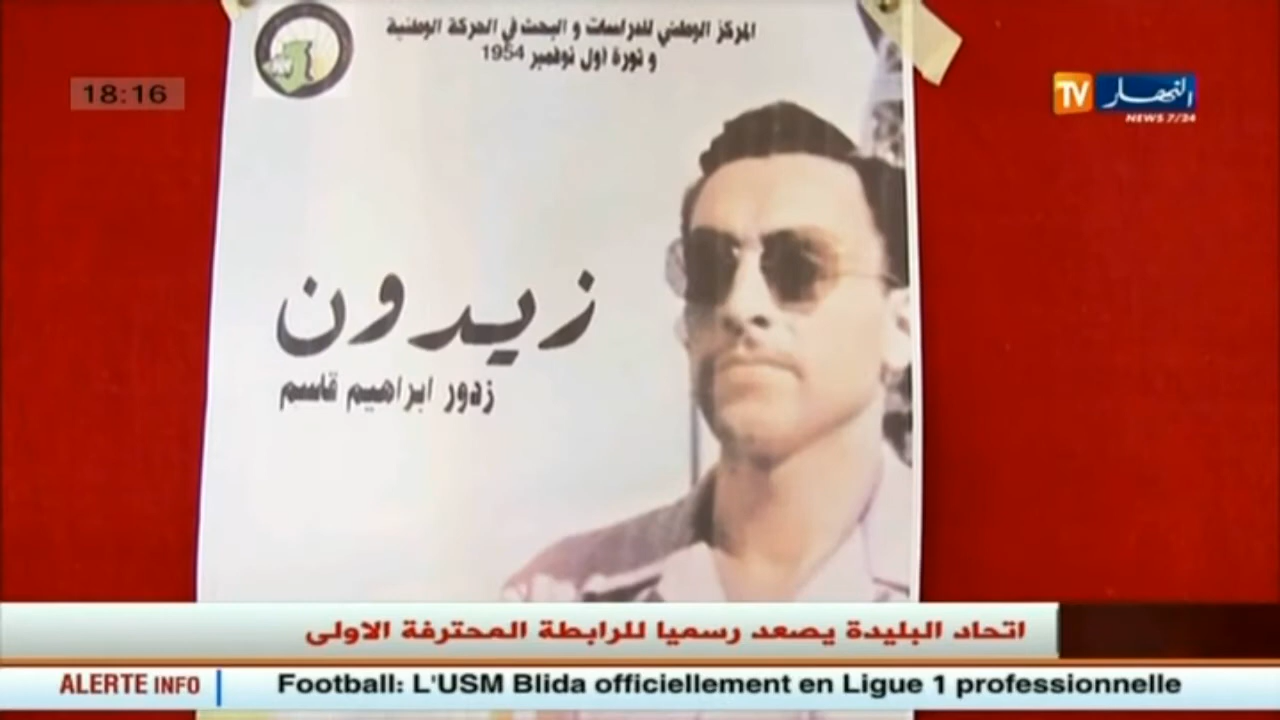 المركز الوطني للدراسات و البحث في الحركة الوطنية
و ثورة أول نوفمبر 1954
18:16
TV النهار
NEWS 7/24
زيدون
زدور ابراهيم قاسم
اتحاد البليدة يصعد رسميا للرابطة المحترفة الاولى
ALERTE INFO
Football: L'USM Blida officiellement en Ligue 1 professionnelle